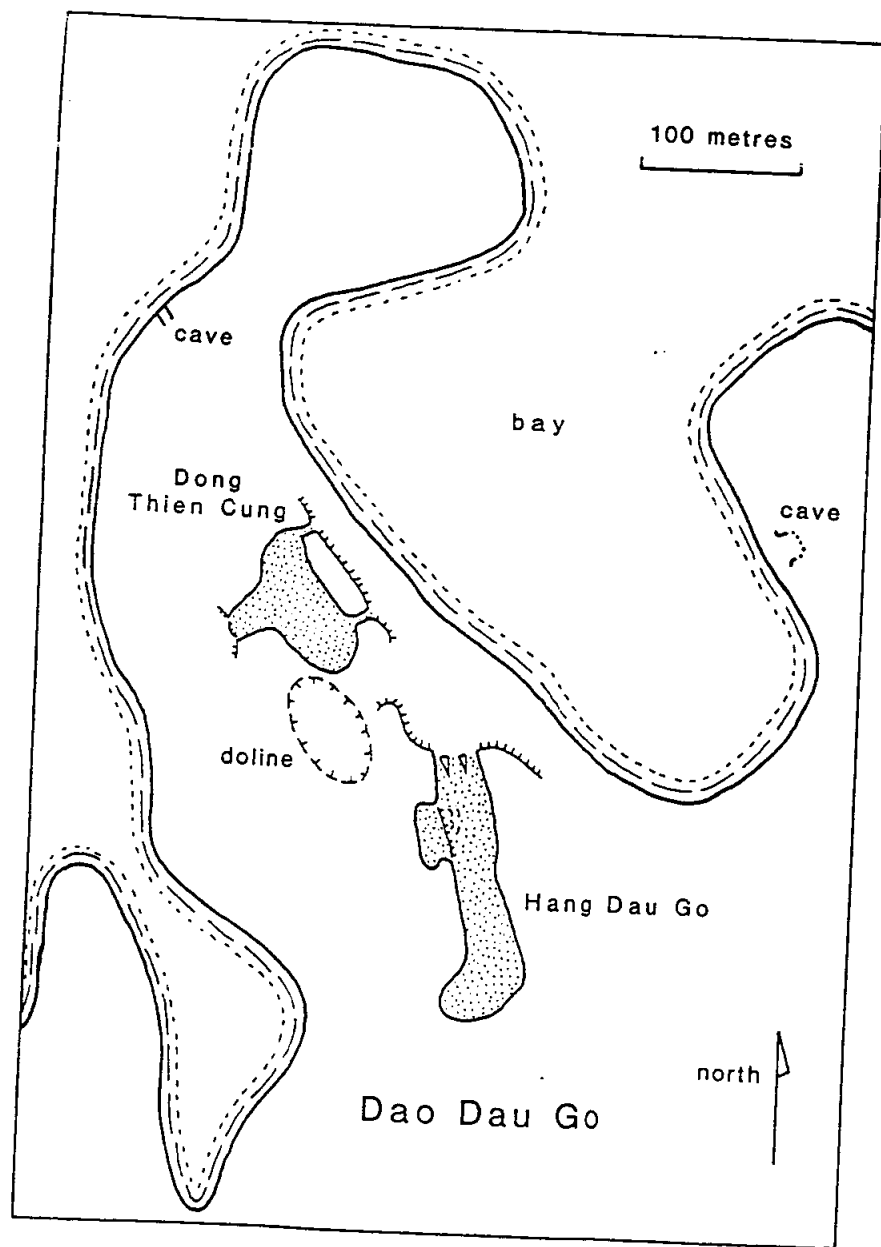 100 metres
cave
bay
Dong
Thien Cung
cave
doline
Hang Dau Go
north
Dao Dau Go